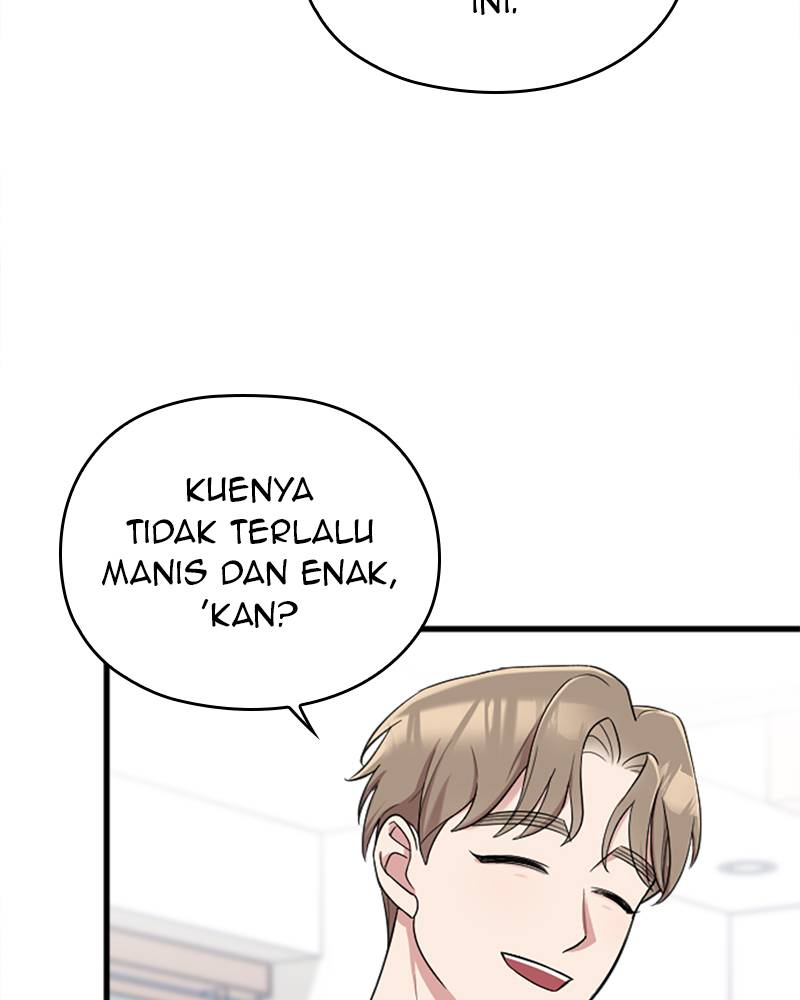 INI.
KUENYA
TIDAK TERLALU
MANIS DAN ENAK,
'KAN?